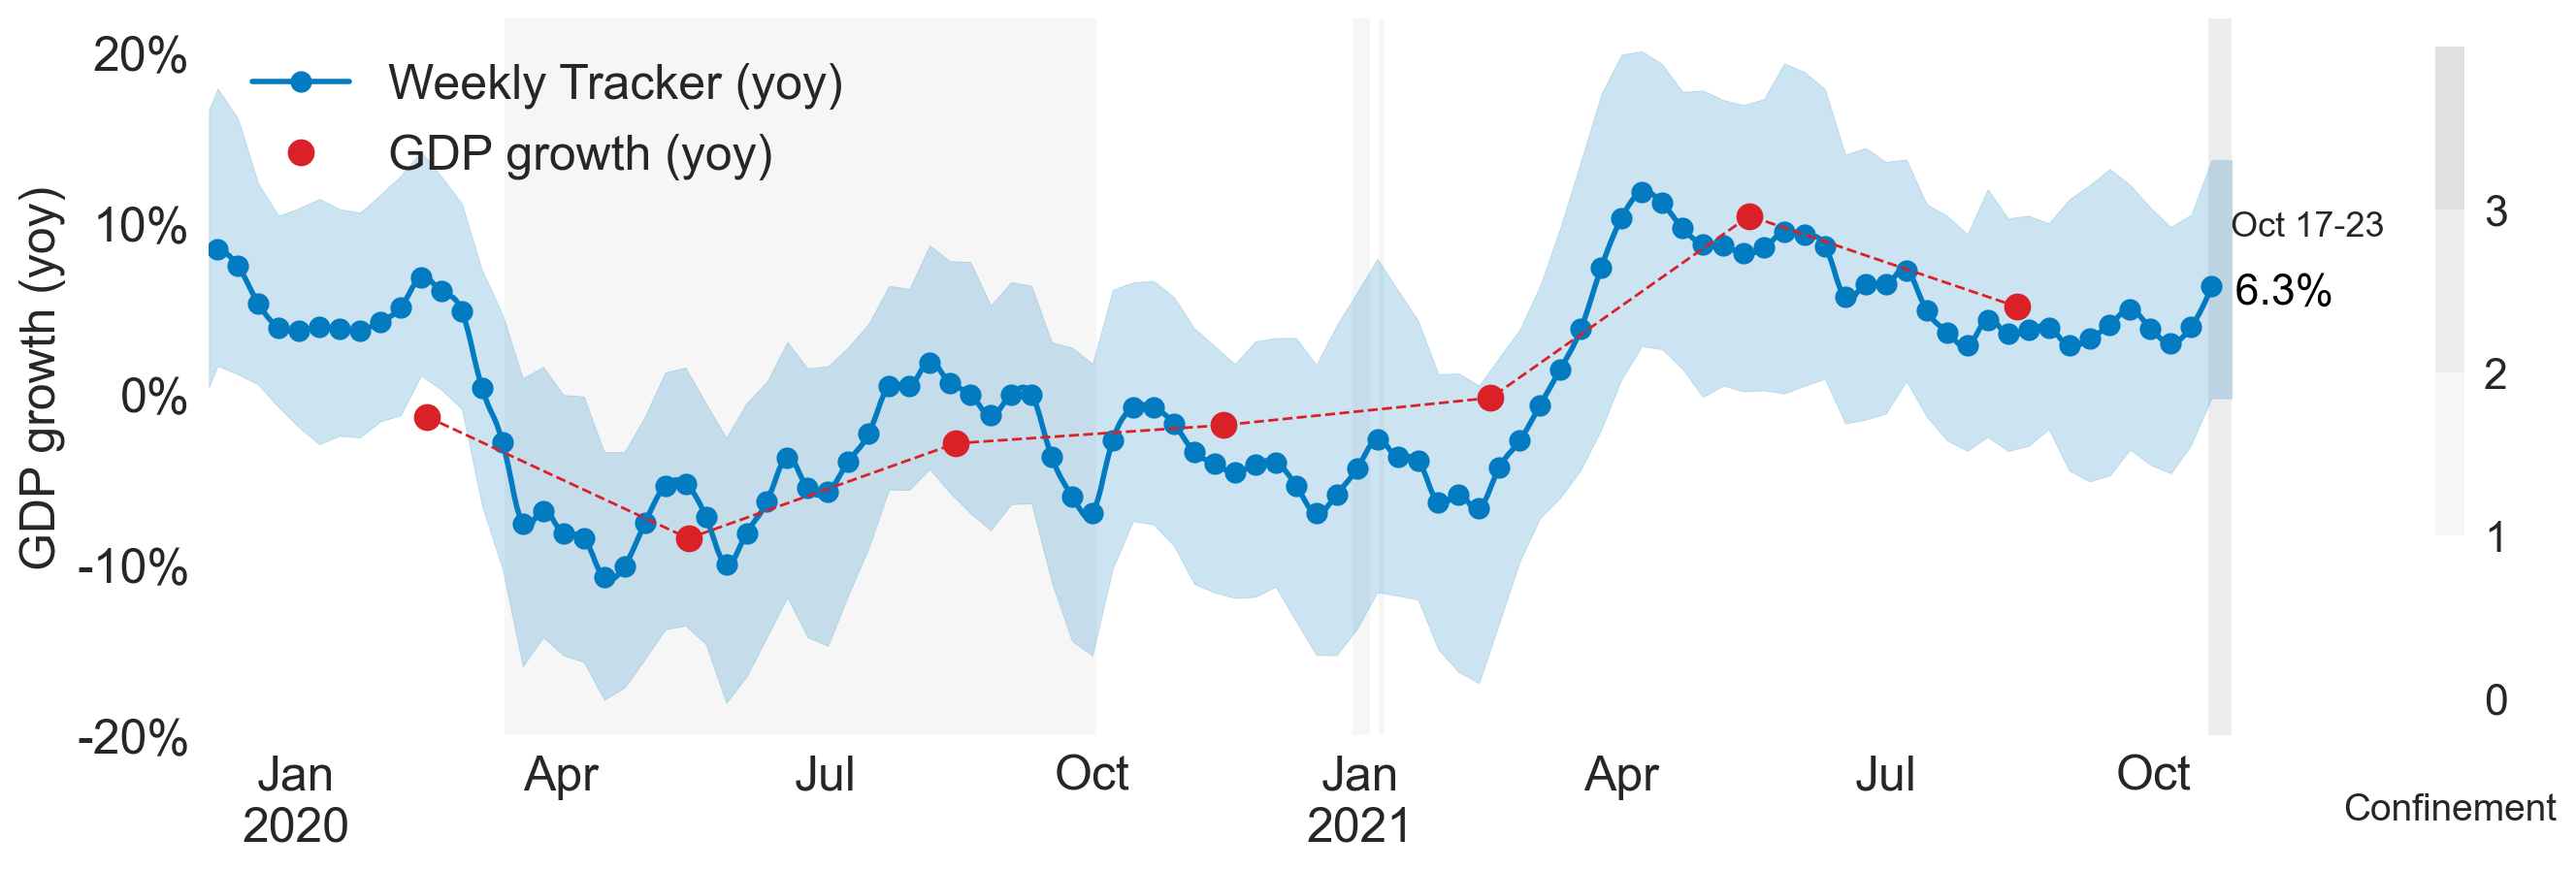 Weekly Tracker (yoy)
GDP growth (yoy)
GDP growth (yoy)
20%
10%
0%
-10%
-20%
Jan
2020
Apr
Jul
Oct
Jan
2021
Apr
Jul
Oct
Oct 17-23
6.3%
3
2
1
0
Confinement